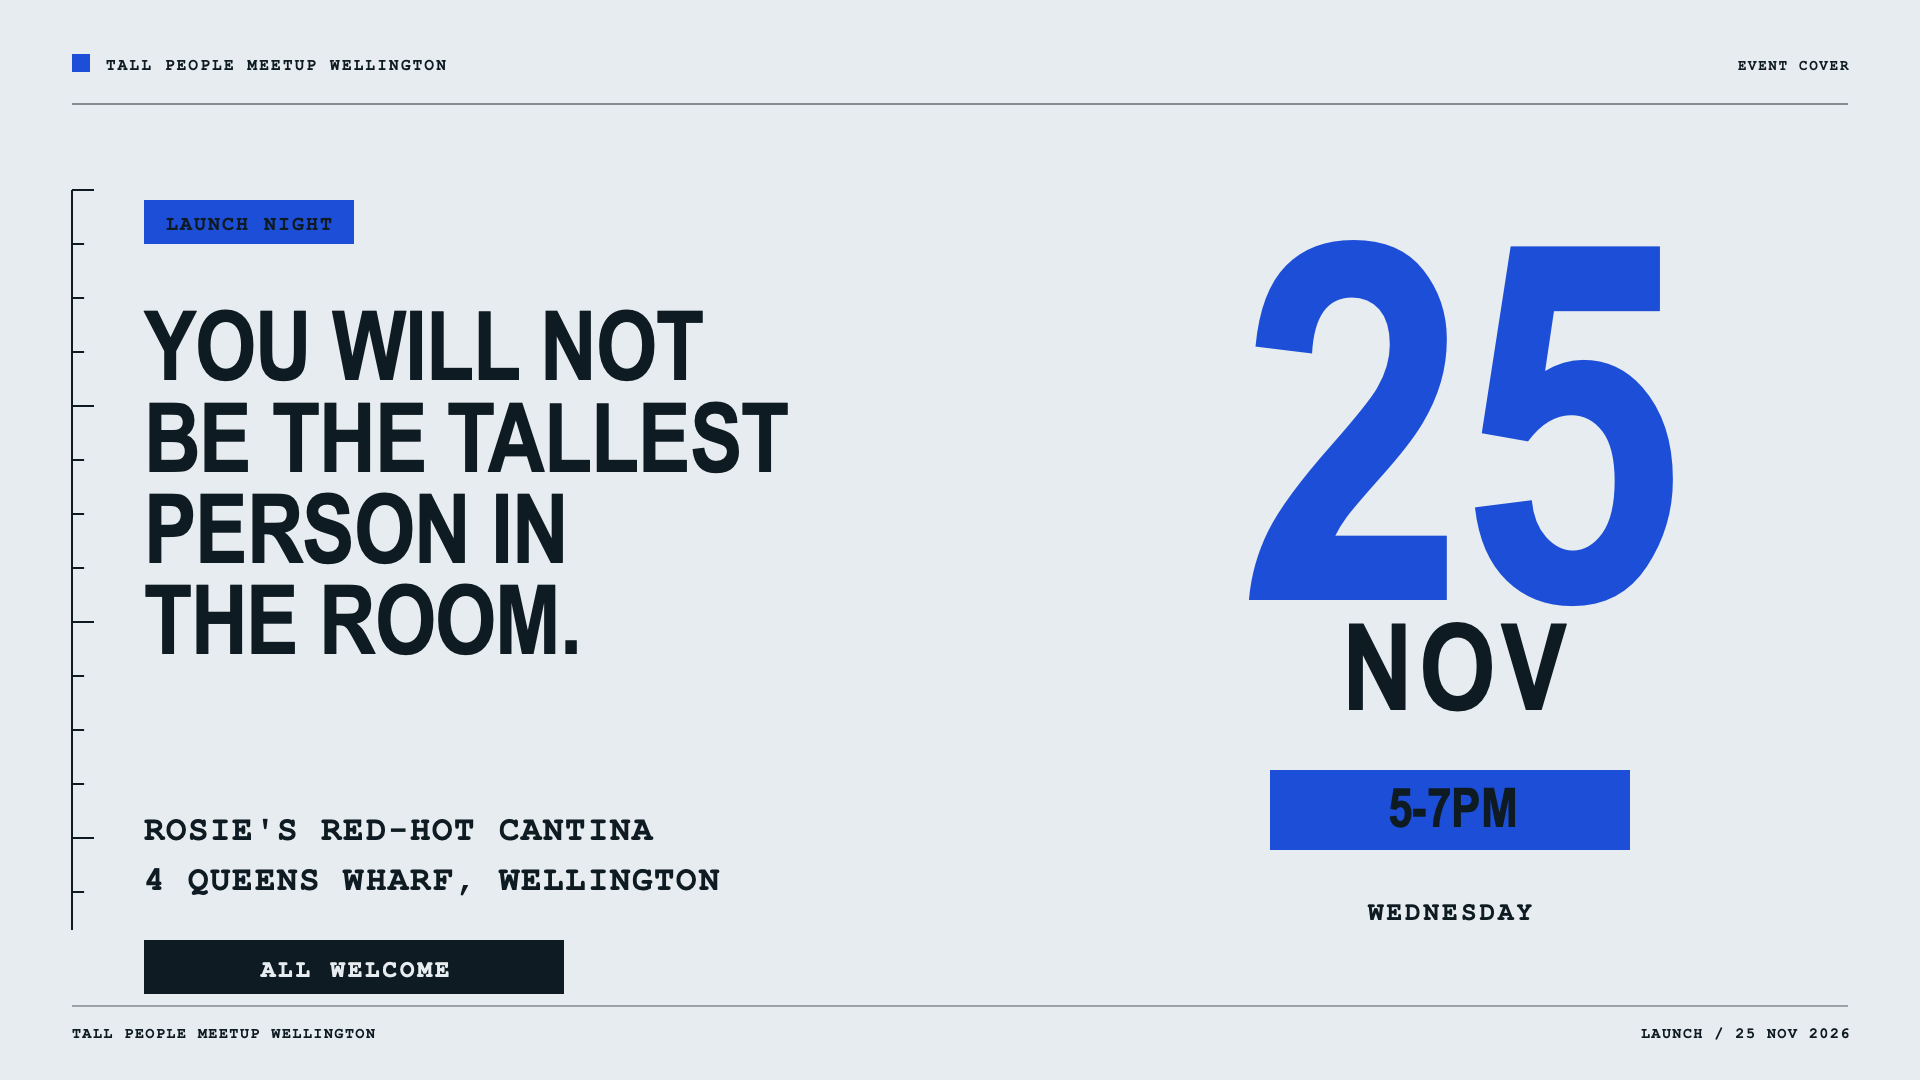 TALL PEOPLE MEETUP WELLINGTON
EVENT COVER
LAUNCH NIGHT
YOU WILL NOT
BE THE TALLEST
PERSON IN
THE ROOM.
25
NOV
5-7PM
WEDNESDAY
ROSIE'S RED-HOT CANTINA
4 QUEENS WHARF, WELLINGTON
ALL WELCOME
TALL PEOPLE MEETUP WELLINGTON
LAUNCH / 25 NOV 2026